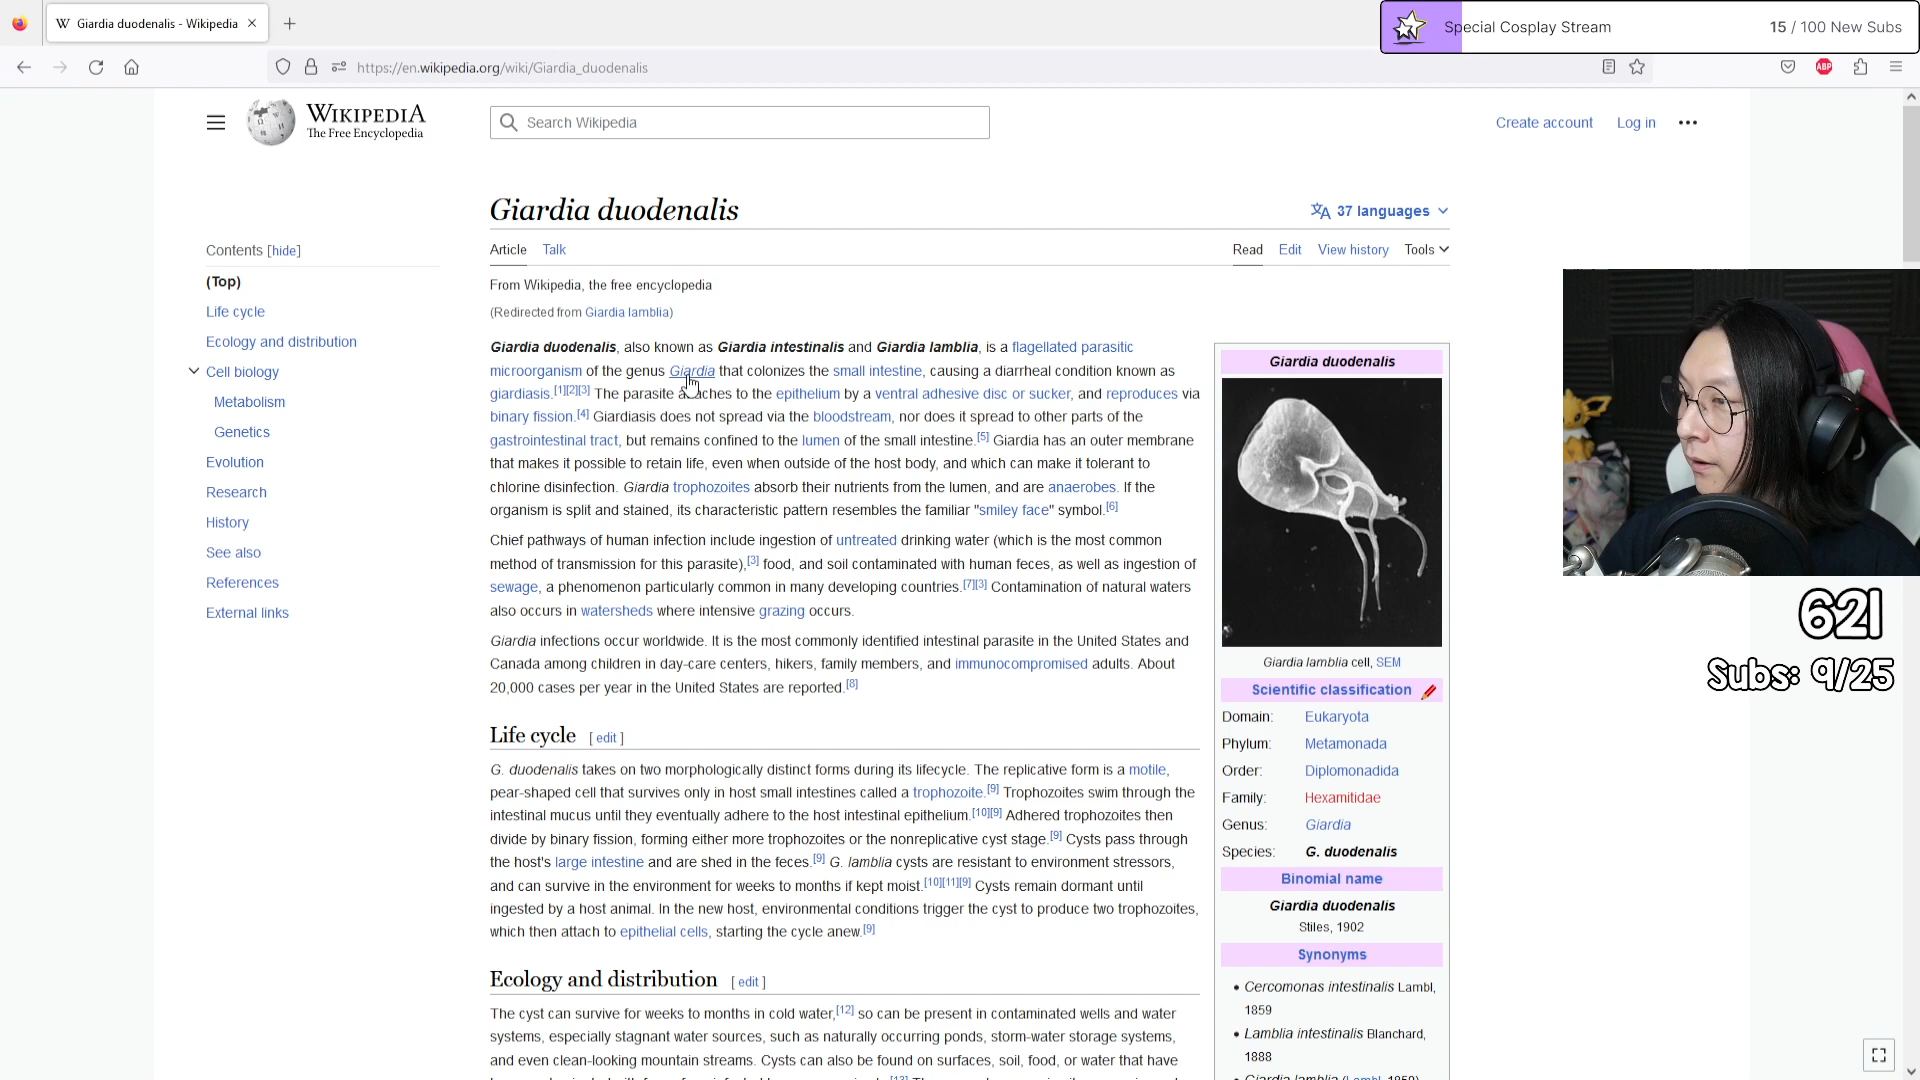 Giardia duodenalis - Wikipedia
Special Cosplay Stream
15 / 100 New Subs
https://en.wikipedia.org/wiki/Giardia_duodenalis
ABP
WIKIPEDIA
The Free Encyclopedia
Search Wikipedia
Create account
Log in
Giardia duodenalis
37 languages
Contents [hide]
(Top)
Life cycle
Ecology and distribution
Cell biology
Metabolism
Genetics
Evolution
Research
History
See also
References
External links
Article
Talk
Read
Edit
View history
Tools
From Wikipedia, the free encyclopedia
(Redirected from Giardia lamblia)
Giardia duodenalis, also known as Giardia intestinalis and Giardia lamblia, is a flagellated parasitic
microorganism of the genus Giardia that colonizes the small intestine, causing a diarrheal condition known as
giardiasis.[1][2][3] The parasite attaches to the epithelium by a ventral adhesive disc or sucker, and reproduces via
binary fission.[4] Giardiasis does not spread via the bloodstream, nor does it spread to other parts of the
gastrointestinal tract, but remains confined to the lumen of the small intestine.[5] Giardia has an outer membrane
that makes it possible to retain life, even when outside of the host body, and which can make it tolerant to
chlorine disinfection. Giardia trophozoites absorb their nutrients from the lumen, and are anaerobes. If the
organism is split and stained, its characteristic pattern resembles the familiar "smiley face" symbol.[6]
Chief pathways of human infection include ingestion of untreated drinking water (which is the most common
method of transmission for this parasite),[3] food, and soil contaminated with human feces, as well as ingestion of
sewage, a phenomenon particularly common in many developing countries.[7][3] Contamination of natural waters
also occurs in watersheds where intensive grazing occurs.
Giardia infections occur worldwide. It is the most commonly identified intestinal parasite in the United States and
Canada among children in day-care centers, hikers, family members, and immunocompromised adults. About
20,000 cases per year in the United States are reported.[8]
Life cycle [ edit ]
G. duodenalis takes on two morphologically distinct forms during its lifecycle. The replicative form is a motile,
pear-shaped cell that survives only in host small intestines called a trophozoite.[9] Trophozoites swim through the
intestinal mucus until they eventually adhere to the host intestinal epithelium.[10][9] Adhered trophozoites then
divide by binary fission, forming either more trophozoites or the nonreplicative cyst stage.[9] Cysts pass through
the host's large intestine and are shed in the feces.[9] G. lamblia cysts are resistant to environment stressors,
and can survive in the environment for weeks to months if kept moist.[10][11][9] Cysts remain dormant until
ingested by a host animal. In the new host, environmental conditions trigger the cyst to produce two trophozoites,
which then attach to epithelial cells, starting the cycle anew.[9]
Ecology and distribution [ edit ]
The cyst can survive for weeks to months in cold water,[12] so can be present in contaminated wells and water
systems, especially stagnant water sources, such as naturally occurring ponds, storm-water storage systems,
and even clean-looking mountain streams. Cysts can also be found on surfaces, soil, food, or water that have
Giardia duodenalis
Giardia lamblia cell, SEM
Scientific classification
Domain: Eukaryota
Phylum: Metamonada
Order: Diplomonadida
Family: Hexamitidae
Genus: Giardia
Species: G. duodenalis
Binomial name
Giardia duodenalis
Stiles, 1902
Synonyms
• Cercomonas intestinalis Lambl,
1859
• Lamblia intestinalis Blanchard,
1888
621
Subs: 9/25